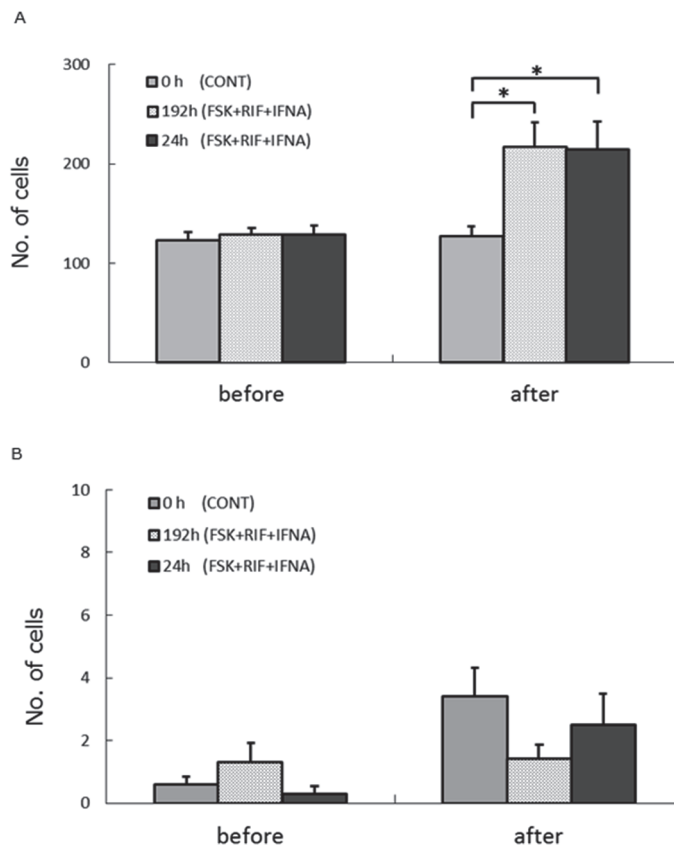 A
300
200
100
0
No. of cells
0 h (CONT)
192h (FSK+RIF+IFNA)
24h (FSK+RIF+IFNA)
*
*
before after
B
10
8
6
4
2
0
No. of cells
0 h (CONT)
192h (FSK+RIF+IFNA)
24h (FSK+RIF+IFNA)
before after